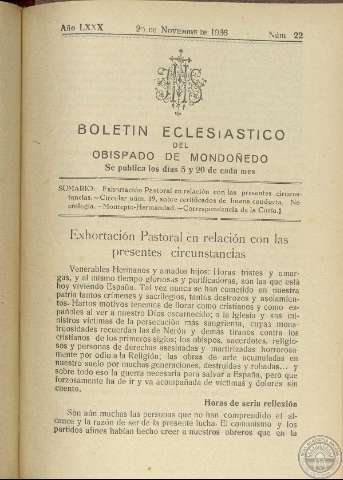 Año LXXX
25 DE NOVIEMBRE DE 1936
Núm. 22
BOLETIN ECLESIASTICO
DEL
OBISPADO DE MONDOÑEDO
Se publica los días 5 y 20 de cada mes
SUMARIO: Exhortación Pastoral en relación con las presentes circuns-
tancias.—Circular núm. 19, sobre certificados de buena conducta. Ne-
crología.—Montepío-Hermandad.—Correspondencia de la Curia.
Exhortación Pastoral en relación con las
presentes circunstancias
Venerables Hermanos y amados hijos: Horas tristes y amar-
gas, y al mismo tiempo gloriosas y purificadoras, son las que está
hoy viviendo España. Tal vez nunca se han cometido en nuestra
patria tantos crímenes y sacrilegios, tantos destrozos y asolamien-
tos. Hartos motivos tenemos de llorar como cristianos y como es-
pañoles al ver a nuestro Dios escarnecido; a la Iglesia y sus mi-
nistros víctimas de la persecución más sangrienta, cuyas mons-
truosidades recuerdan las de Nerón y demás tiranos contra los
cristianos de los primeros siglos; los obispos, sacerdotes, religio-
sos y personas de derechas asesinadas y martirizadas horrorosa-
mente por odio a la Religión; las obras de arte acumuladas en
nuestro suelo por muchas generaciones, destruídas y robadas... y
sobre todo eso la guerra necesaria para salvar a España, pero que
forzosamente ha de ir y va acompañada de víctimas y dolores sin
cuento.
Horas de seria reflexión
Son aún muchas las personas que no han comprendido el al-
cance y la razón de ser de la presente lucha. El comunismo y los
partidos afines habían hecho creer a nuestros obreros que en la